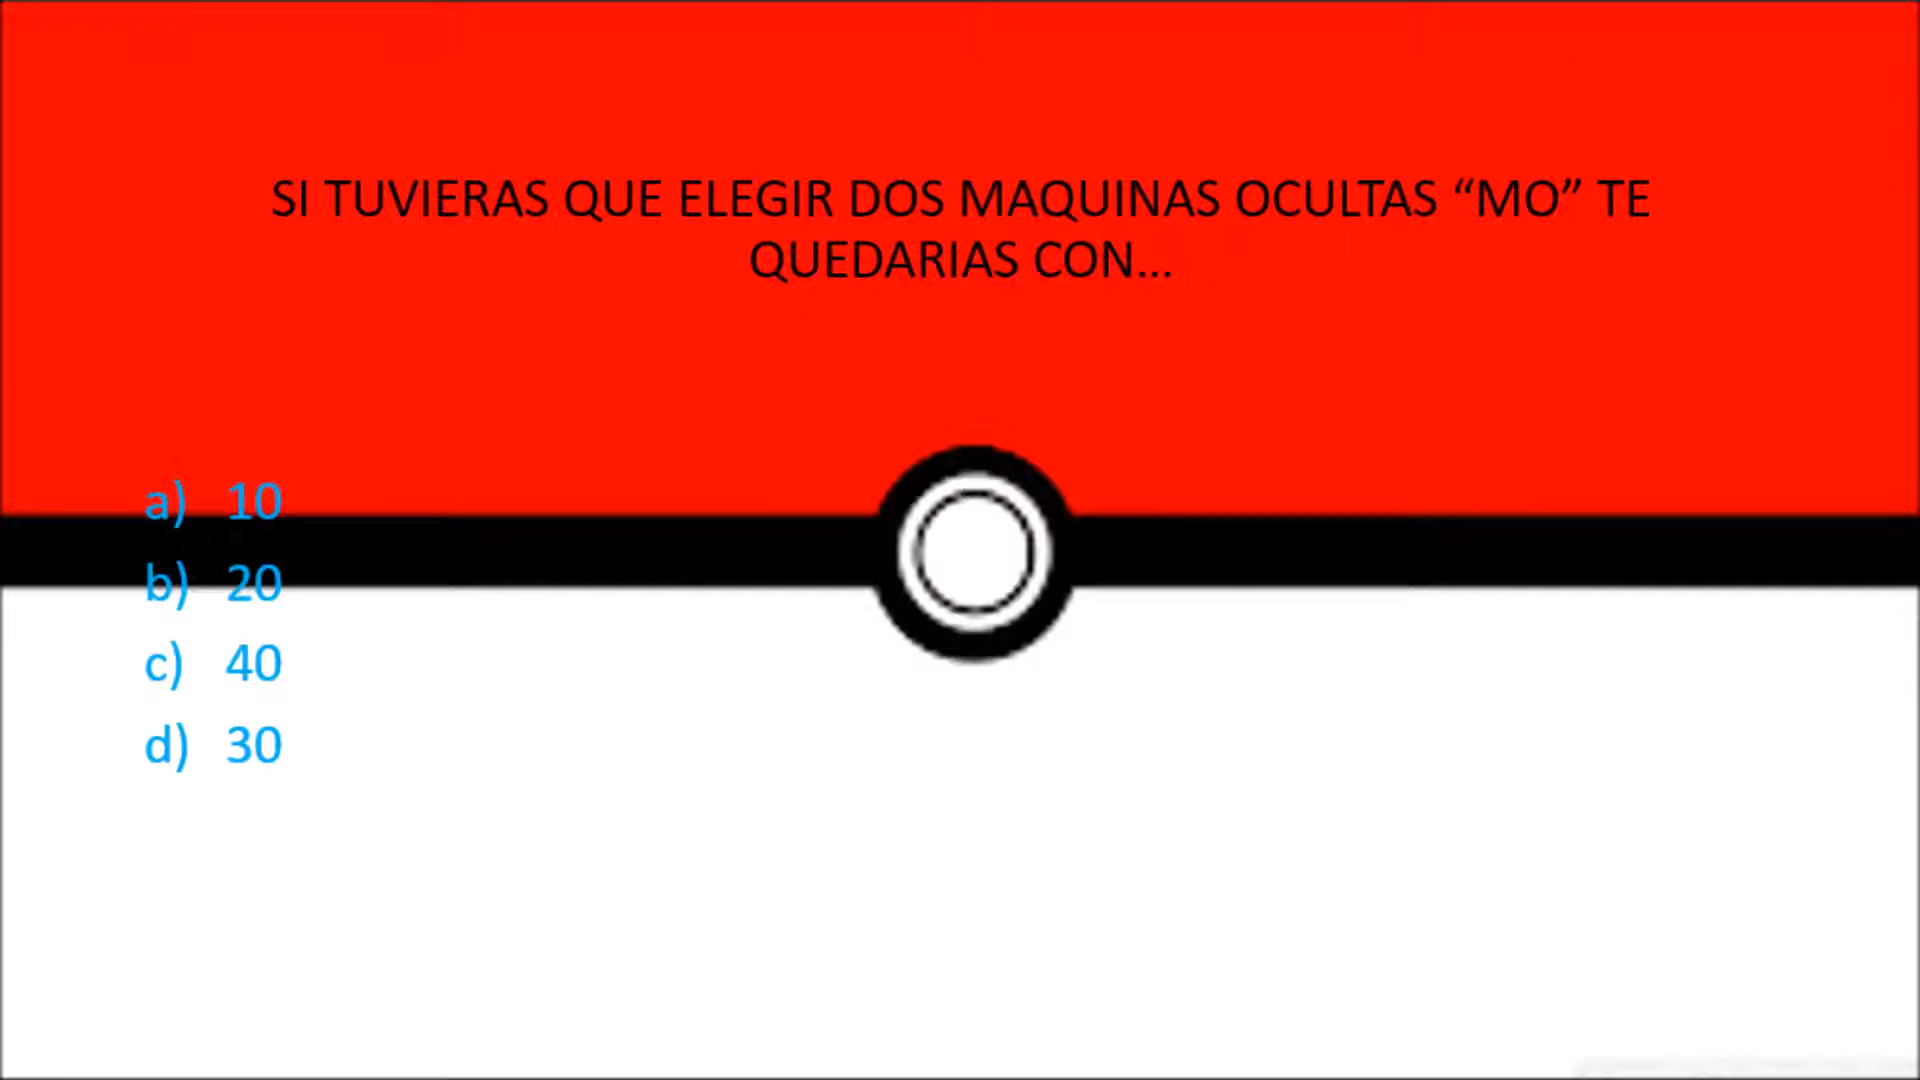 SI TUVIERAS QUE ELEGIR DOS MAQUINAS OCULTAS “MO” TE
QUEDARIAS CON...
a) 10
b) 20
c) 40
d) 30